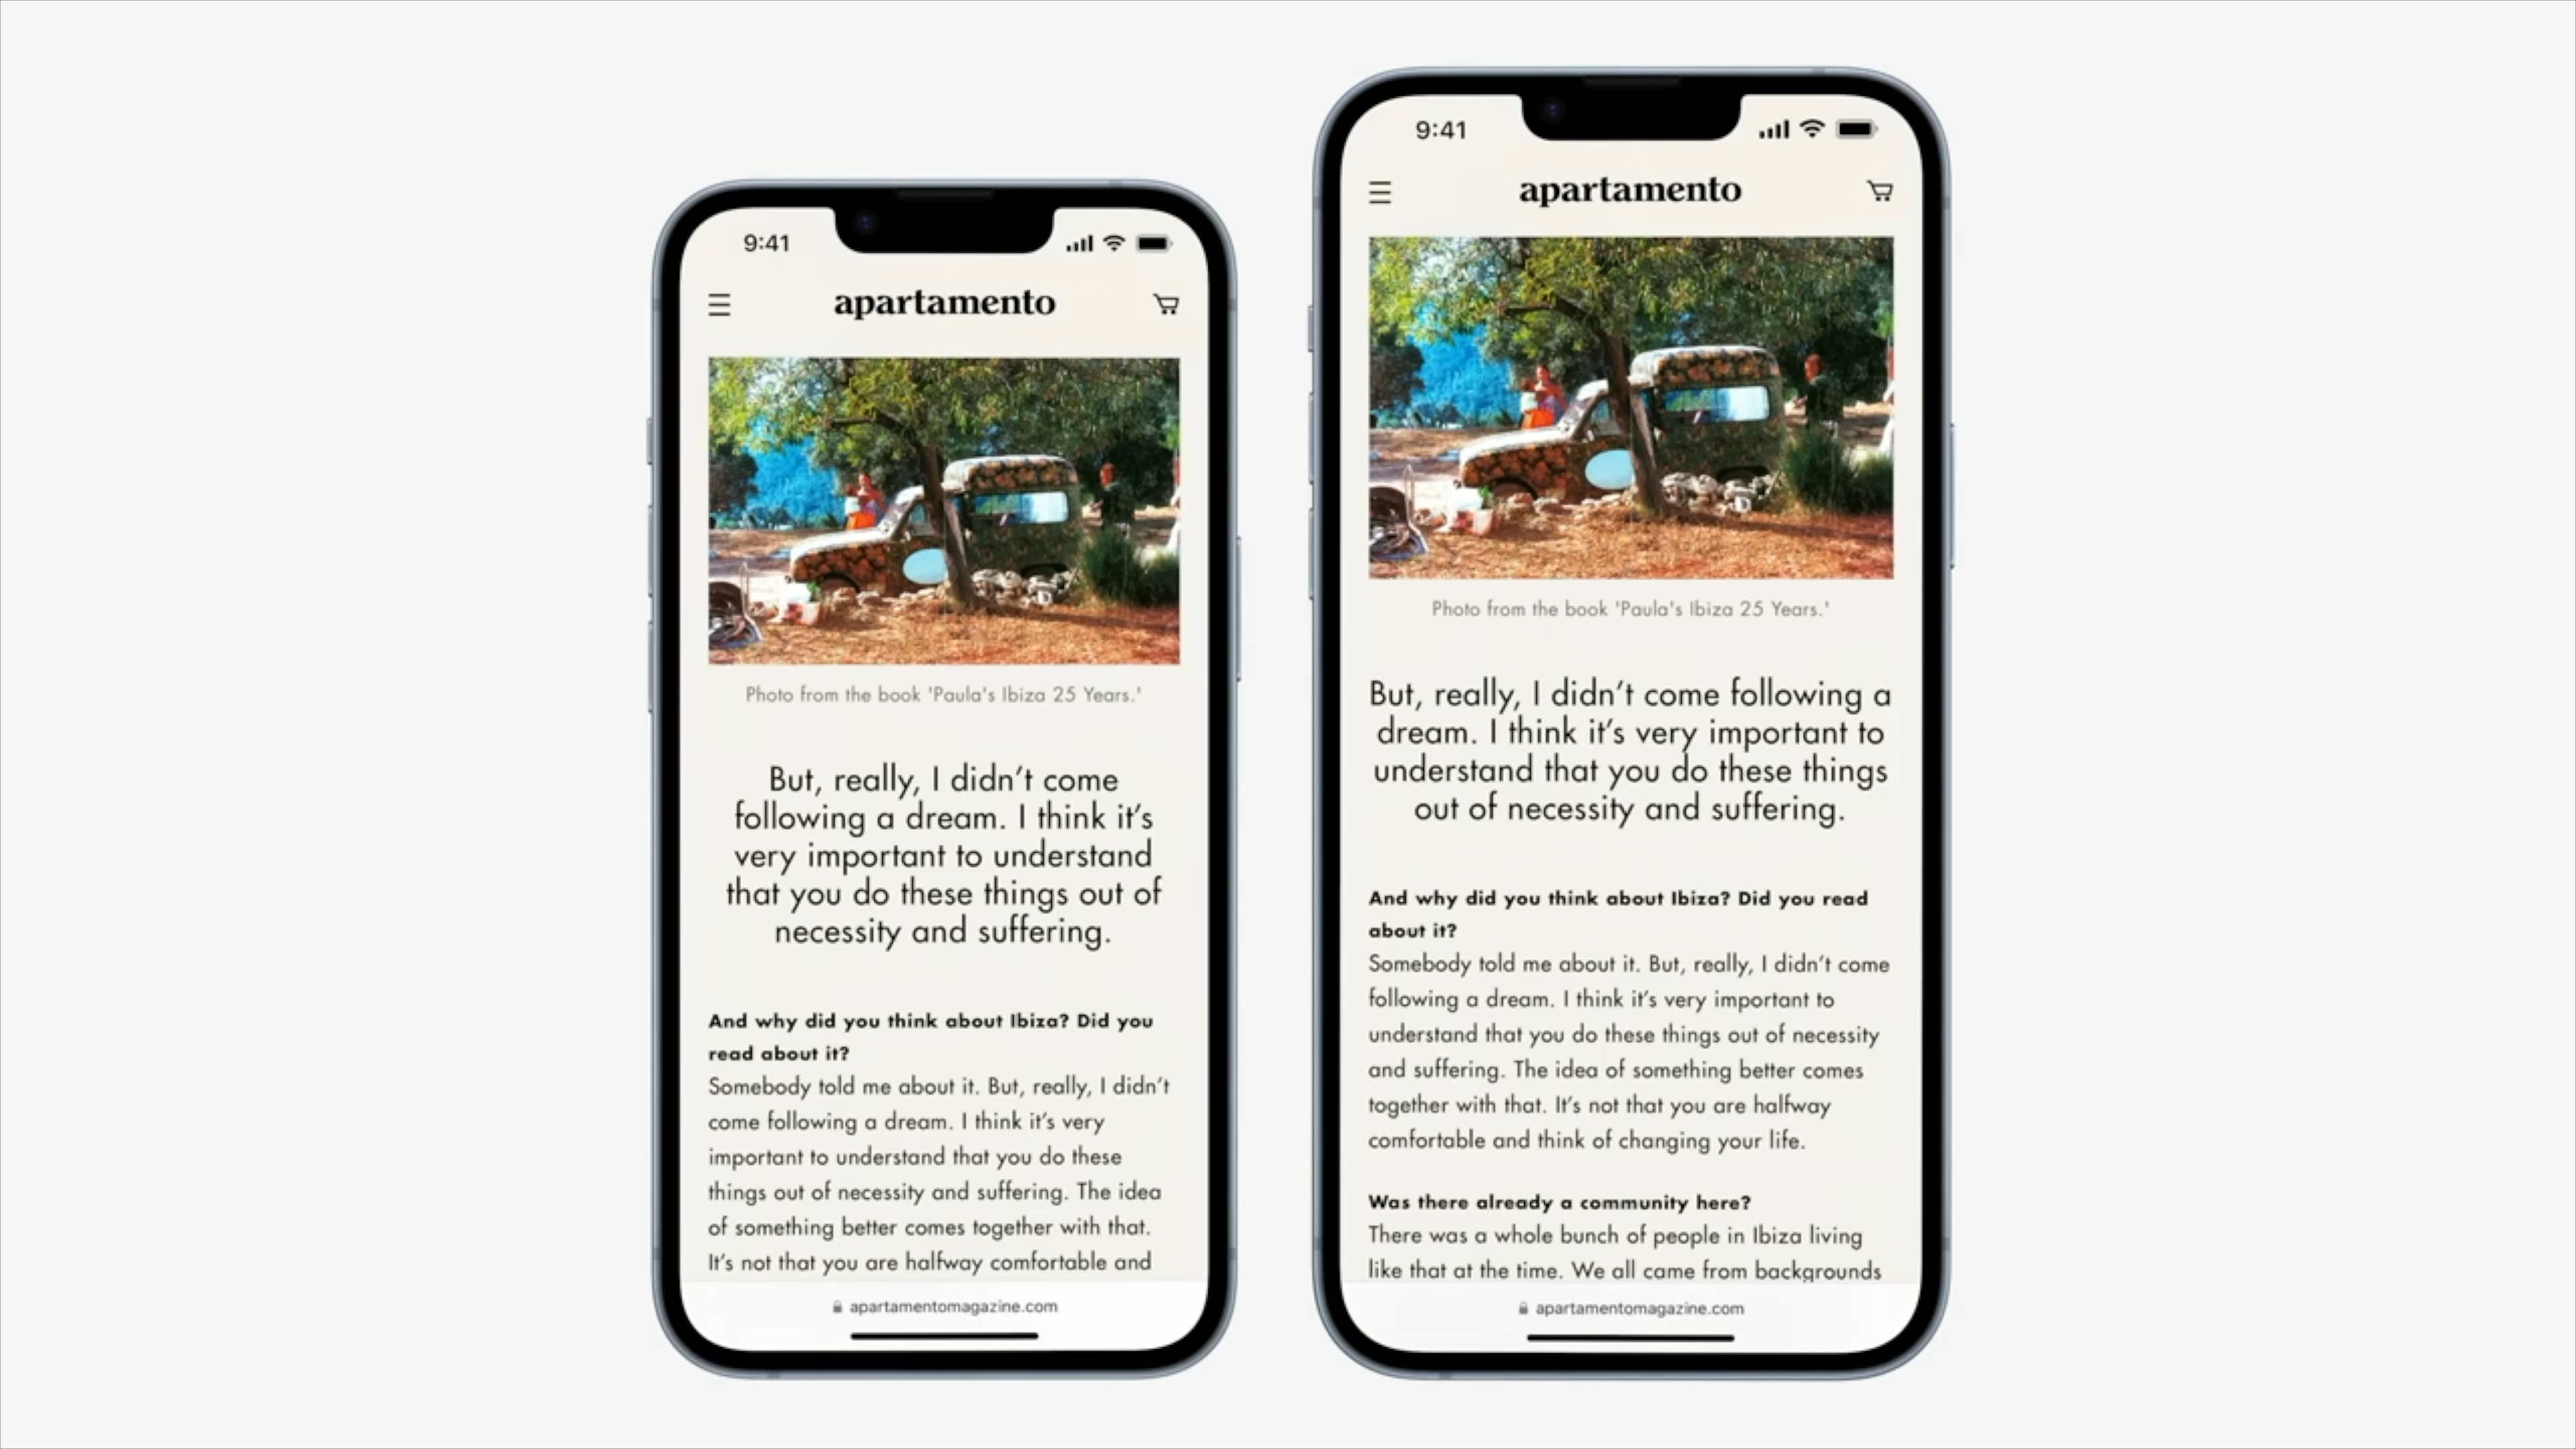 9:41
apartamento
Photo from the book 'Paula's Ibiza 25 Years.'
But, really, I didn’t come
following a dream. I think it’s
very important to understand
that you do these things out of
necessity and suffering.
And why did you think about Ibiza? Did you
read about it?
Somebody told me about it. But, really, I didn’t
come following a dream. I think it’s very
important to understand that you do these
things out of necessity and suffering. The idea
of something better comes together with that.
It’s not that you are halfway comfortable and
apartamentomagazine.com
9:41
apartamento
Photo from the book 'Paula's Ibiza 25 Years.'
But, really, I didn’t come following a
dream. I think it’s very important to
understand that you do these things
out of necessity and suffering.
And why did you think about Ibiza? Did you read
about it?
Somebody told me about it. But, really, I didn’t come
following a dream. I think it’s very important to
understand that you do these things out of necessity
and suffering. The idea of something better comes
together with that. It’s not that you are halfway
comfortable and think of changing your life.
Was there already a community here?
There was a whole bunch of people in Ibiza living
like that at the time. We all came from backgrounds
apartamentomagazine.com